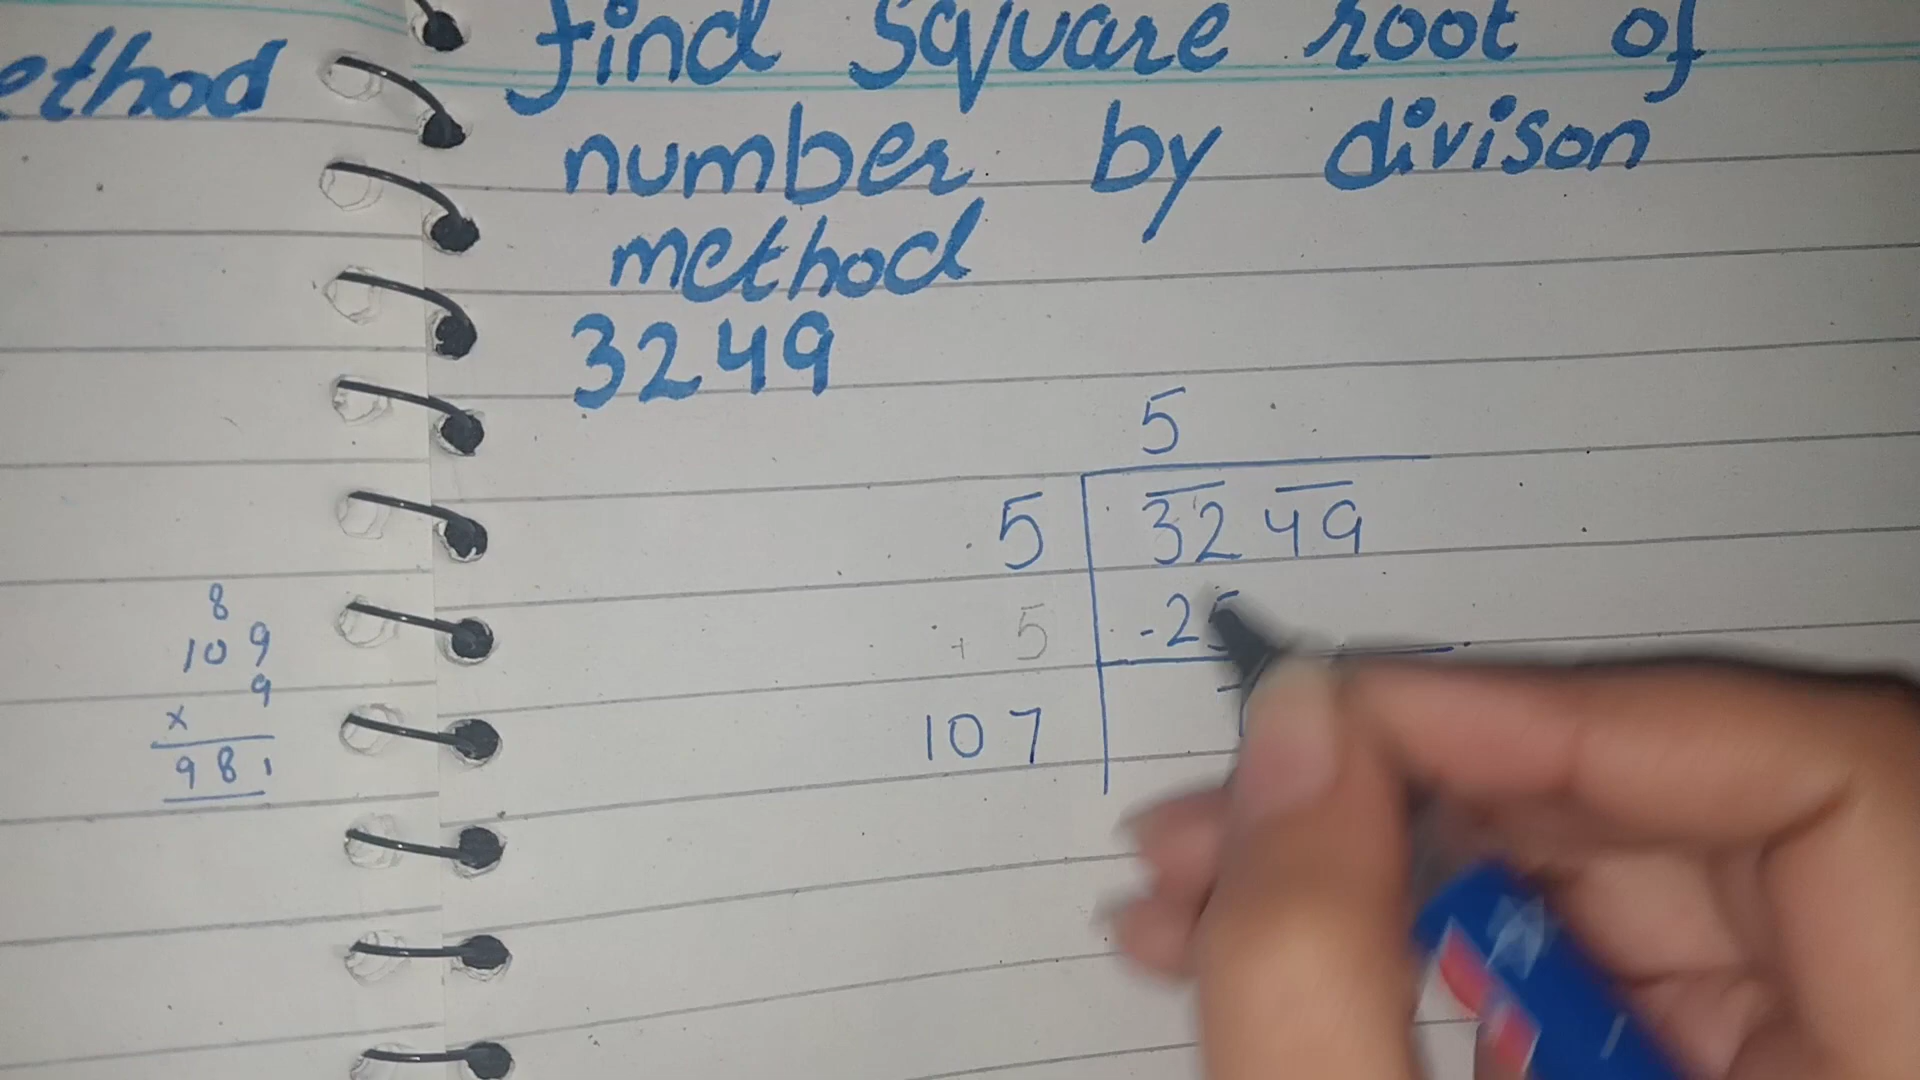 ethod
find square root of
number by divison
method
3249
5
5 32 49
+ 5 -25
107
8
109
x 9
981